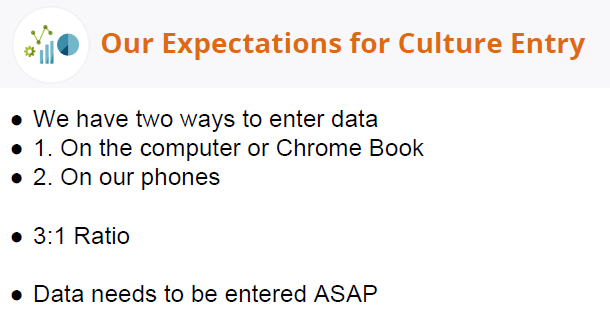 Our Expectations for Culture Entry
● We have two ways to enter data
● 1. On the computer or Chrome Book
● 2. On our phones
● 3:1 Ratio
● Data needs to be entered ASAP